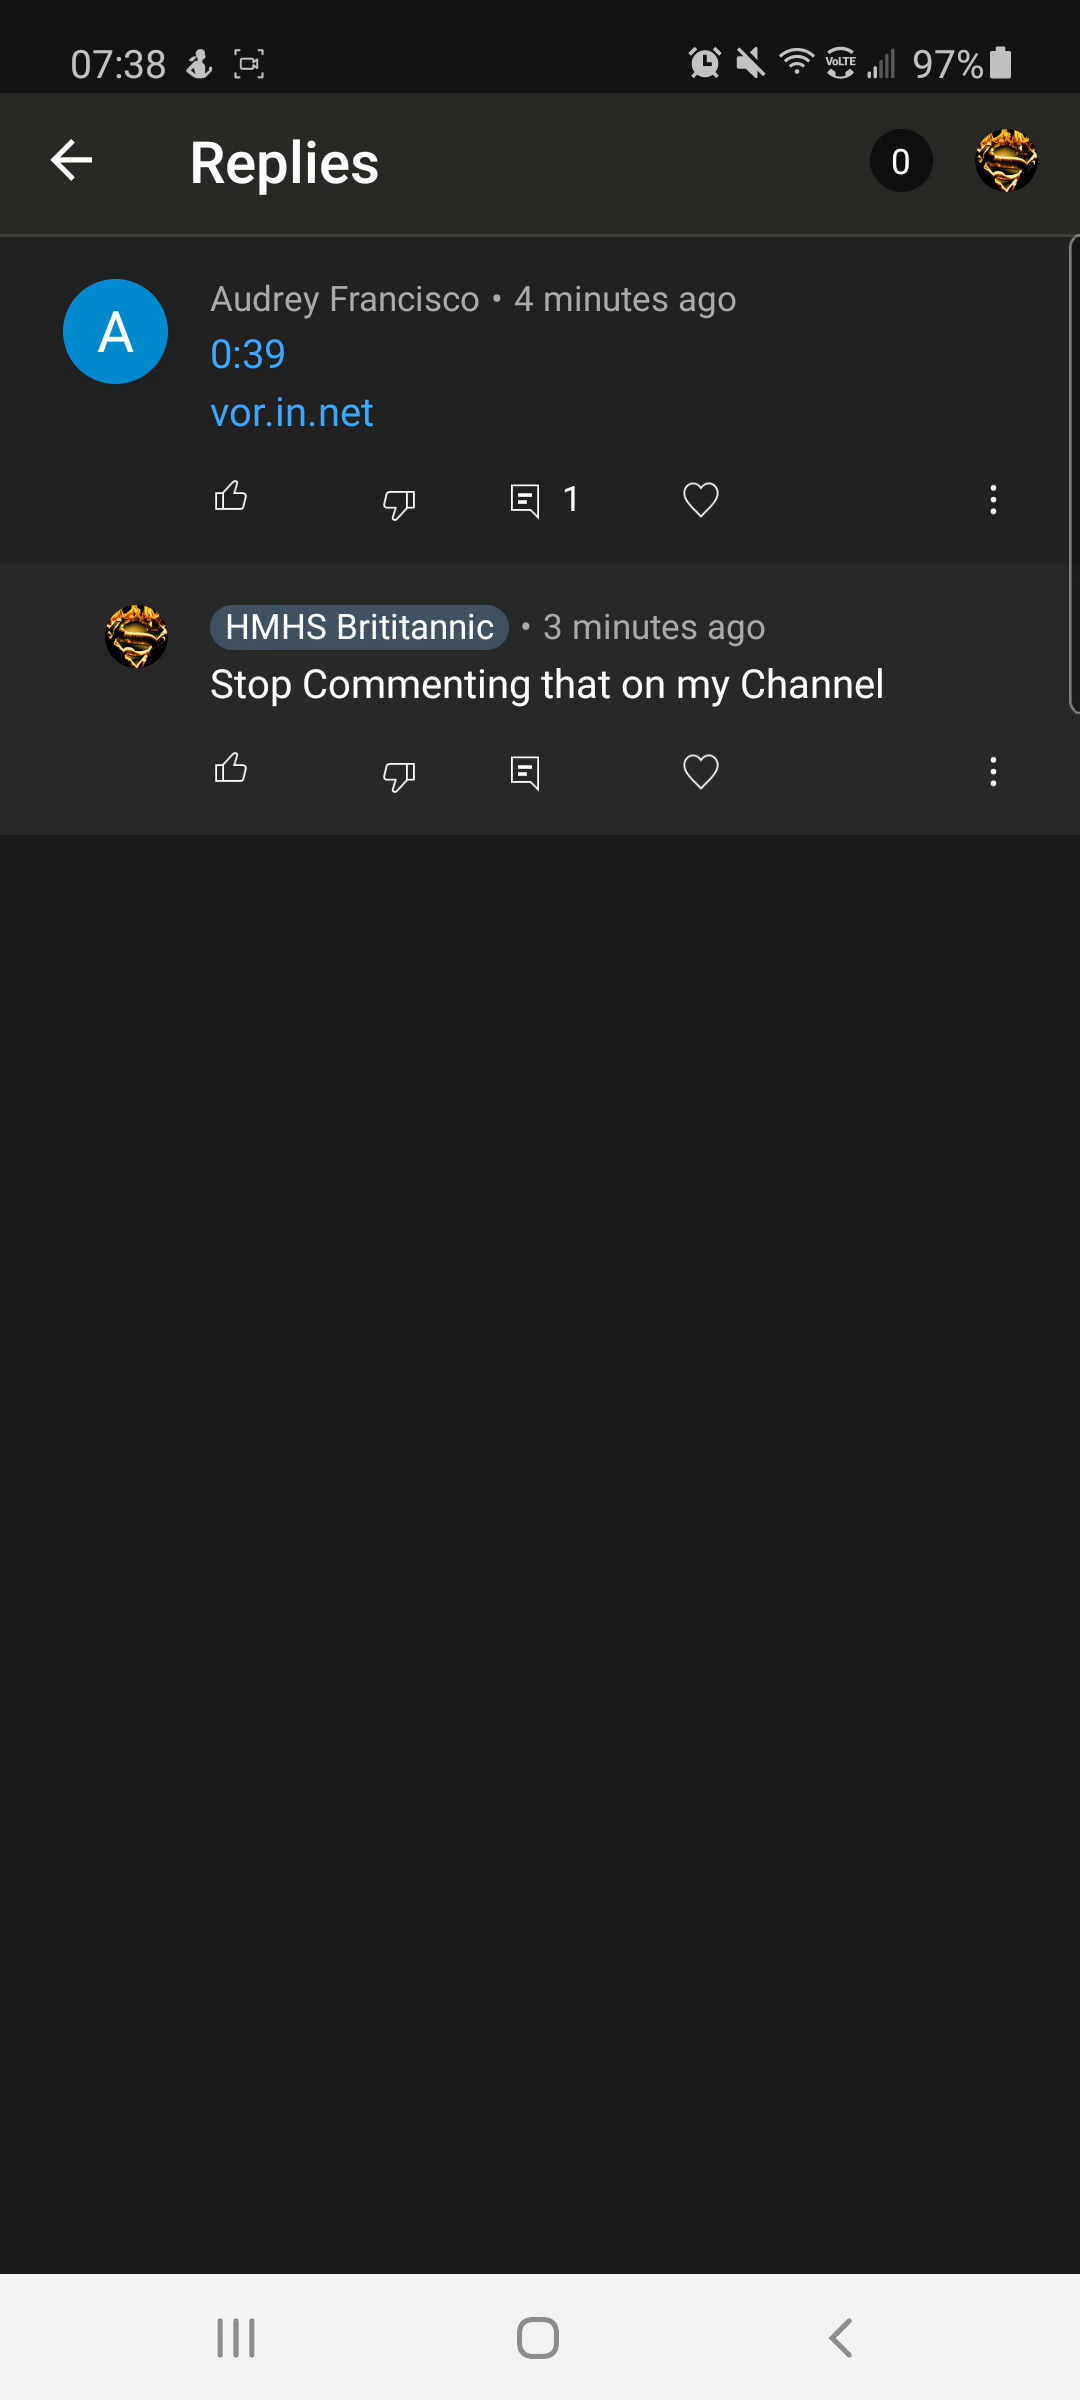 07:38 VoLTE 97%
Replies 0
A Audrey Francisco • 4 minutes ago
0:39
vor.in.net
1
HMHS Brititannic • 3 minutes ago
Stop Commenting that on my Channel